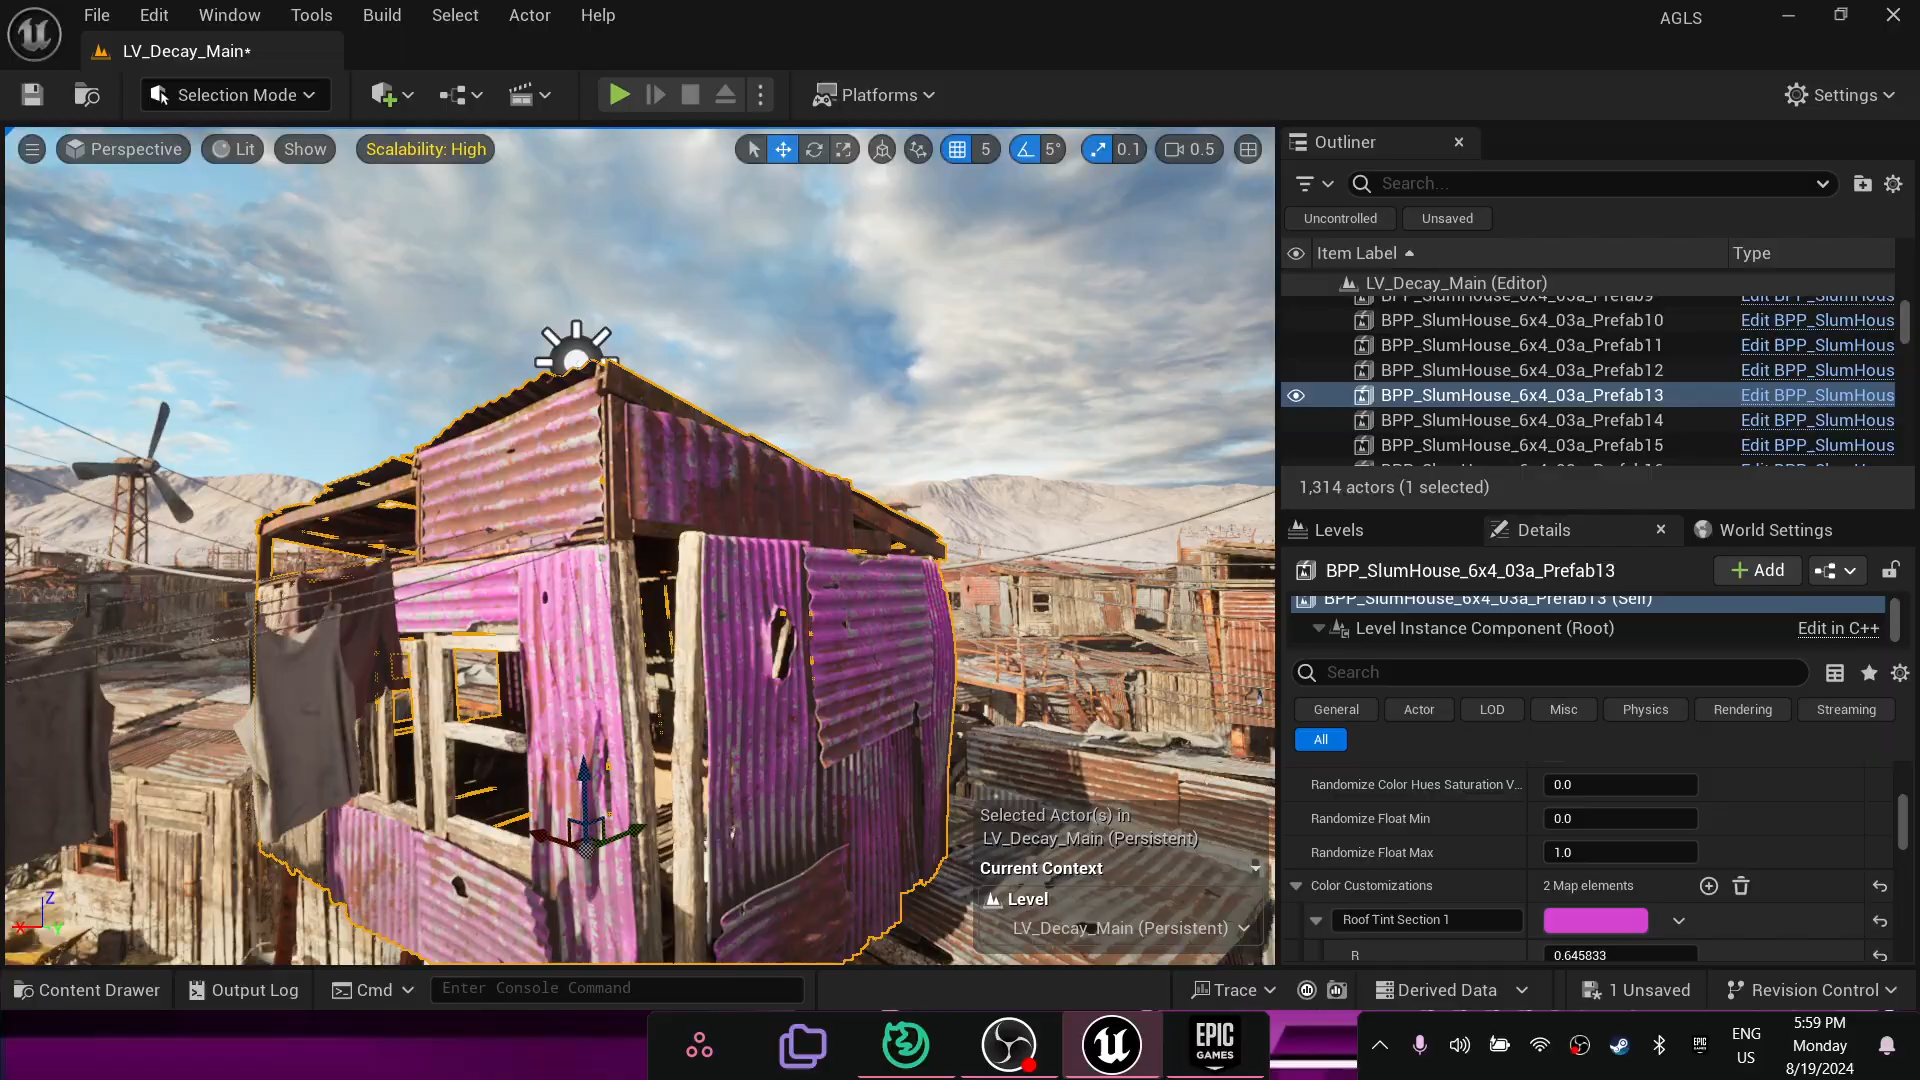 File Edit Window Tools Build Select Actor Help
AGLS
LV_Decay_Main*
Selection Mode
Platforms
Settings
Perspective Lit Show Scalability: High
5 5° 0.1 0.5
Outliner
Search...
Uncontrolled Unsaved
Item Label Type
LV_Decay_Main (Editor)
BPP_SlumHouse_6x4_03a_Prefab9 Edit BPP_SlumHous
BPP_SlumHouse_6x4_03a_Prefab10 Edit BPP_SlumHous
BPP_SlumHouse_6x4_03a_Prefab11 Edit BPP_SlumHous
BPP_SlumHouse_6x4_03a_Prefab12 Edit BPP_SlumHous
BPP_SlumHouse_6x4_03a_Prefab13 Edit BPP_SlumHous
BPP_SlumHouse_6x4_03a_Prefab14 Edit BPP_SlumHous
BPP_SlumHouse_6x4_03a_Prefab15 Edit BPP_SlumHous
1,314 actors (1 selected)
Levels Details World Settings
BPP_SlumHouse_6x4_03a_Prefab13 Add
BPP_SlumHouse_6x4_03a_Prefab13 (Self)
Level Instance Component (Root) Edit in C++
Search
General Actor LOD Misc Physics Rendering Streaming
All
Randomize Color Hues Saturation V... 0.0
Randomize Float Min 0.0
Randomize Float Max 1.0
Color Customizations 2 Map elements
Roof Tint Section 1
R 0.645833
Selected Actor(s) in
LV_Decay_Main (Persistent)
Current Context
Level
LV_Decay_Main (Persistent)
X Y Z
Content Drawer Output Log Cmd Enter Console Command Trace Derived Data 1 Unsaved Revision Control
EPIC
GAMES
EPIC
GAMES
ENG
US
5:59 PM
Monday
8/19/2024